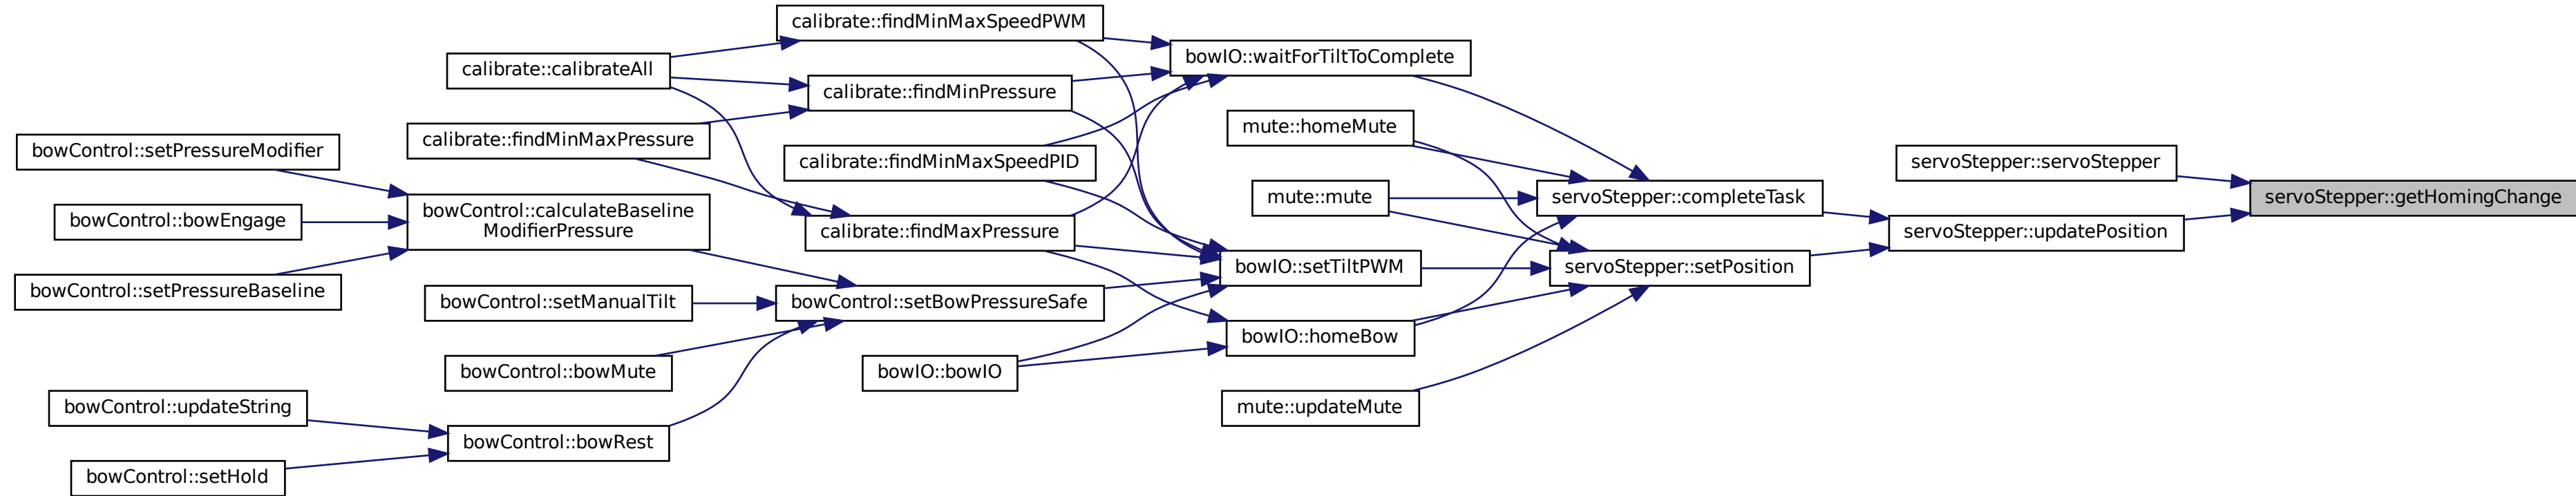 calibrate::findMinMaxSpeedPWM
bowIO::waitForTiltToComplete
calibrate::calibrateAll
calibrate::findMinPressure
mute::homeMute
calibrate::findMinMaxPressure
bowControl::setPressureModifier
calibrate::findMinMaxSpeedPID
servoStepper::servoStepper
mute::mute
servoStepper::completeTask
servoStepper::getHomingChange
bowControl::calculateBaseline
ModifierPressure
bowControl::bowEngage
calibrate::findMaxPressure
servoStepper::updatePosition
bowIO::setTiltPWM
servoStepper::setPosition
bowControl::setPressureBaseline
bowControl::setManualTilt
bowControl::setBowPressureSafe
bowIO::homeBow
bowControl::bowMute
bowIO::bowIO
bowControl::updateString
mute::updateMute
bowControl::bowRest
bowControl::setHold